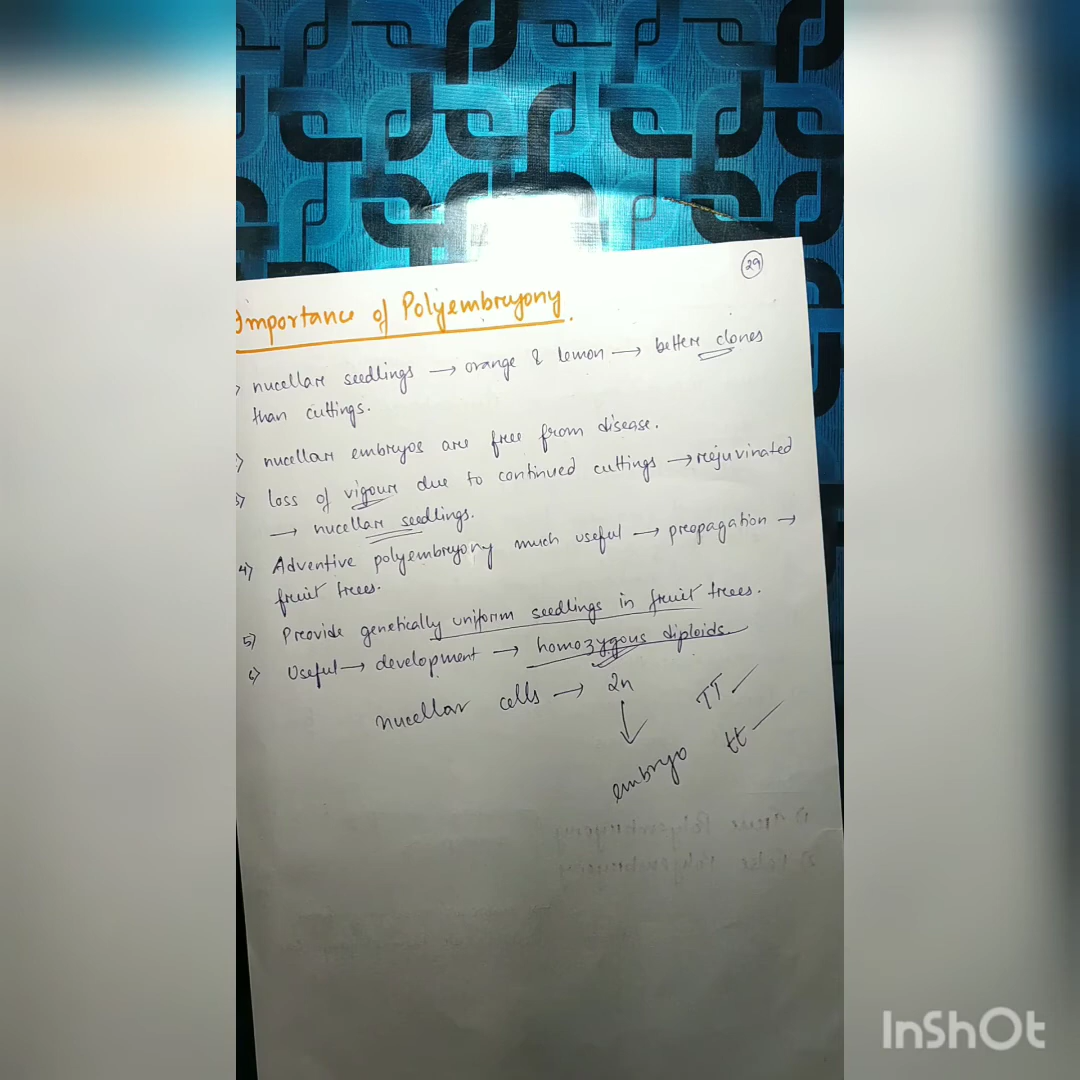 29
Importance of Polyembryony.
nucellar seedlings → orange & lemon → better clones
than cuttings.
nucellar embryos are free from disease.
3) loss of vigour due to continued cuttings → rejuvinated
→ nucellar seedlings.
4) Adventive polyembryony much useful → propagation →
fruit trees.
5) Provide genetically uniform seedlings in fruit trees.
6) Useful → development → homozygous diploids.
nucellar cells → 2n
TT
embryo tt
InShOt